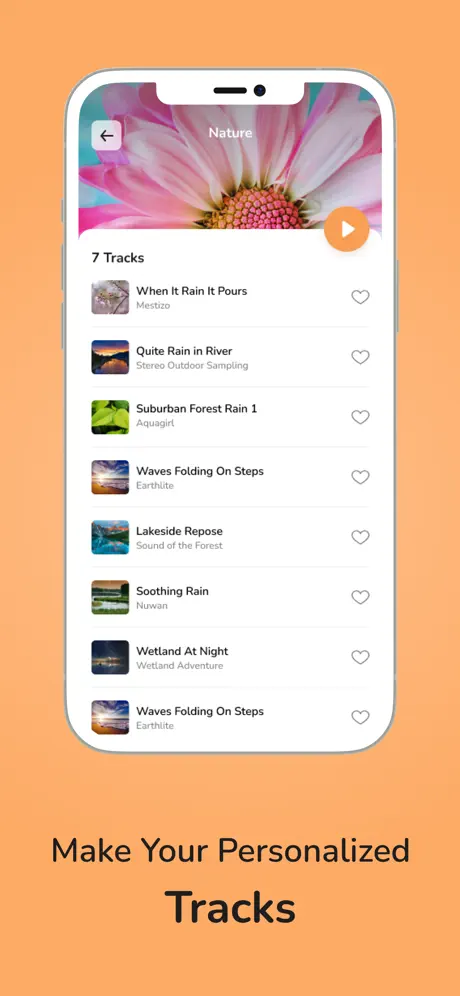 Nature
7 Tracks
When It Rain It Pours
Mestizo
Quite Rain in River
Stereo Outdoor Sampling
Suburban Forest Rain 1
Aquagirl
Waves Folding On Steps
Earthlite
Lakeside Repose
Sound of the Forest
Soothing Rain
Nuwan
Wetland At Night
Wetland Adventure
Waves Folding On Steps
Earthlite
Make Your Personalized
Tracks